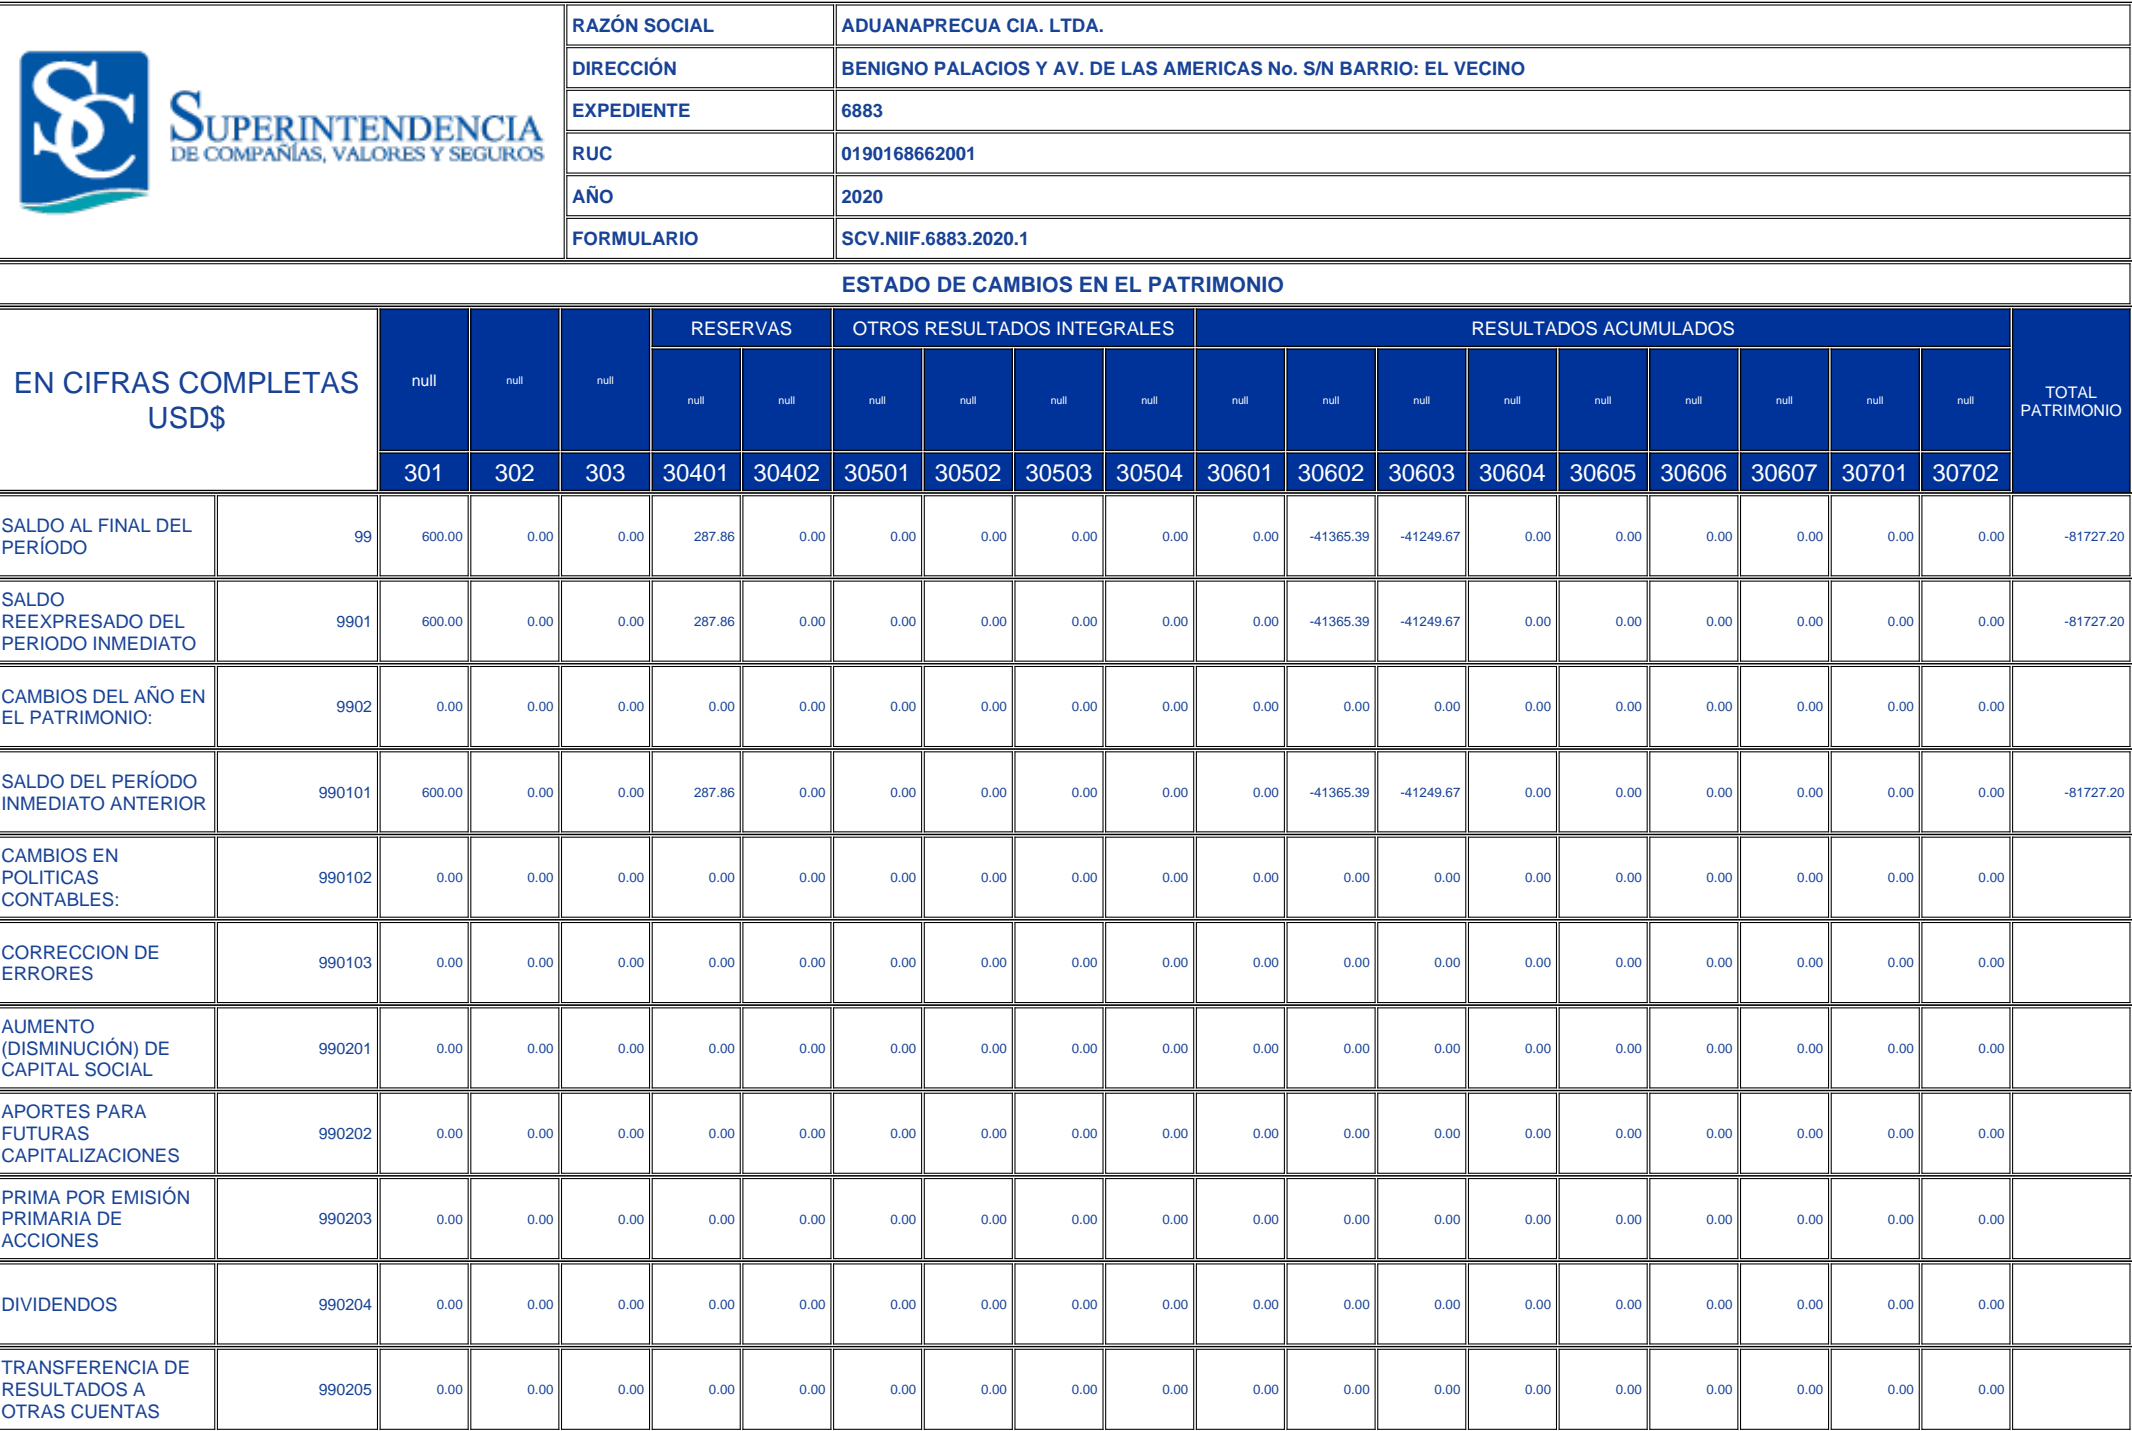 SC SUPERINTENDENCIA
DE COMPAÑÍAS, VALORES Y SEGUROS
RAZÓN SOCIAL ADUANAPRECUA CIA. LTDA.
DIRECCIÓN BENIGNO PALACIOS Y AV. DE LAS AMERICAS No. S/N BARRIO: EL VECINO
EXPEDIENTE 6883
RUC 0190168662001
AÑO 2020
FORMULARIO SCV.NIIF.6883.2020.1
ESTADO DE CAMBIOS EN EL PATRIMONIO
EN CIFRAS COMPLETAS
USD$
RESERVAS OTROS RESULTADOS INTEGRALES RESULTADOS ACUMULADOS
null null null null null null null null null null null null null null null null null null
TOTAL
PATRIMONIO
301 302 303 30401 30402 30501 30502 30503 30504 30601 30602 30603 30604 30605 30606 30607 30701 30702
SALDO AL FINAL DEL
PERÍODO
99 600.00 0.00 0.00 287.86 0.00 0.00 0.00 0.00 0.00 0.00 -41365.39 -41249.67 0.00 0.00 0.00 0.00 0.00 0.00 -81727.20
SALDO
REEXPRESADO DEL
PERIODO INMEDIATO
9901 600.00 0.00 0.00 287.86 0.00 0.00 0.00 0.00 0.00 0.00 -41365.39 -41249.67 0.00 0.00 0.00 0.00 0.00 0.00 -81727.20
CAMBIOS DEL AÑO EN
EL PATRIMONIO:
9902 0.00 0.00 0.00 0.00 0.00 0.00 0.00 0.00 0.00 0.00 0.00 0.00 0.00 0.00 0.00 0.00 0.00 0.00
SALDO DEL PERÍODO
INMEDIATO ANTERIOR
990101 600.00 0.00 0.00 287.86 0.00 0.00 0.00 0.00 0.00 0.00 -41365.39 -41249.67 0.00 0.00 0.00 0.00 0.00 0.00 -81727.20
CAMBIOS EN
POLITICAS
CONTABLES:
990102 0.00 0.00 0.00 0.00 0.00 0.00 0.00 0.00 0.00 0.00 0.00 0.00 0.00 0.00 0.00 0.00 0.00 0.00
CORRECCION DE
ERRORES
990103 0.00 0.00 0.00 0.00 0.00 0.00 0.00 0.00 0.00 0.00 0.00 0.00 0.00 0.00 0.00 0.00 0.00 0.00
AUMENTO
(DISMINUCIÓN) DE
CAPITAL SOCIAL
990201 0.00 0.00 0.00 0.00 0.00 0.00 0.00 0.00 0.00 0.00 0.00 0.00 0.00 0.00 0.00 0.00 0.00 0.00
APORTES PARA
FUTURAS
CAPITALIZACIONES
990202 0.00 0.00 0.00 0.00 0.00 0.00 0.00 0.00 0.00 0.00 0.00 0.00 0.00 0.00 0.00 0.00 0.00 0.00
PRIMA POR EMISIÓN
PRIMARIA DE
ACCIONES
990203 0.00 0.00 0.00 0.00 0.00 0.00 0.00 0.00 0.00 0.00 0.00 0.00 0.00 0.00 0.00 0.00 0.00 0.00
DIVIDENDOS 990204 0.00 0.00 0.00 0.00 0.00 0.00 0.00 0.00 0.00 0.00 0.00 0.00 0.00 0.00 0.00 0.00 0.00 0.00
TRANSFERENCIA DE
RESULTADOS A
OTRAS CUENTAS
990205 0.00 0.00 0.00 0.00 0.00 0.00 0.00 0.00 0.00 0.00 0.00 0.00 0.00 0.00 0.00 0.00 0.00 0.00